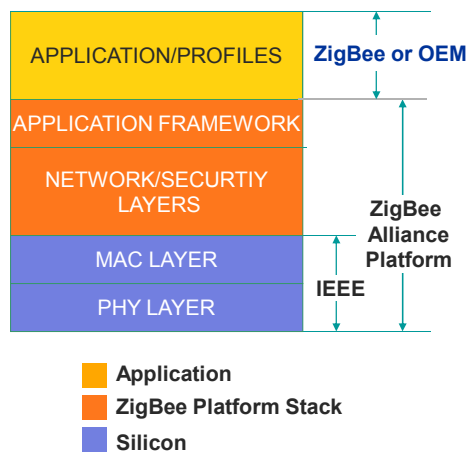 APPLICATION/PROFILES
ZigBee or OEM
APPLICATION FRAMEWORK
NETWORK/SECURTIY
LAYERS
ZigBee
Alliance
Platform
MAC LAYER
IEEE
PHY LAYER
Application
ZigBee Platform Stack
Silicon